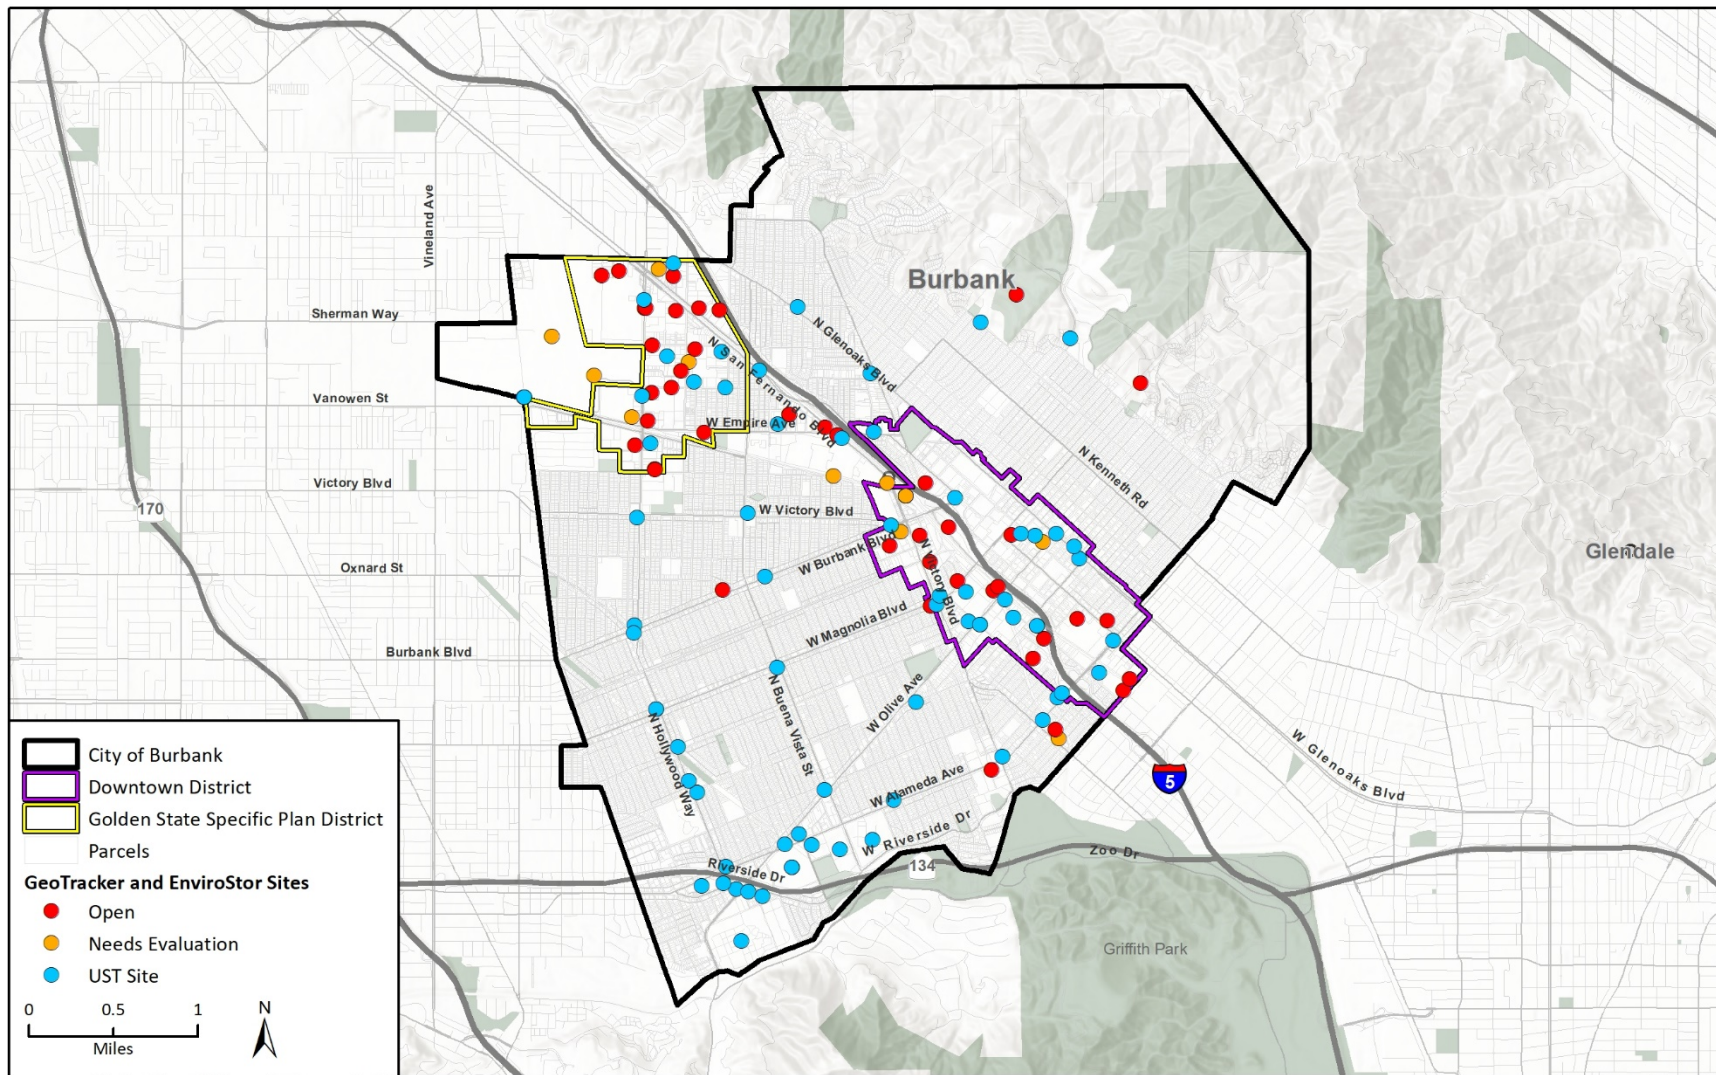 Burbank
Vineland Ave
Sherman Way
N Glenoaks Blvd
N San Fernando Blvd
Vanowen St
W Empire Ave
N Kenneth Rd
Victory Blvd
170
W Victory Blvd
W Burbank Blvd
N Victory Blvd
Glendale
Oxnard St
W Magnolia Blvd
Burbank Blvd
N Buena Vista St
W Olive Ave
N Hollywood Way
W Glenoaks Blvd
5
W Alameda Ave
W Riverside Dr
Zoo Dr
Riverside Dr
134
Griffith Park
City of Burbank
Downtown District
Golden State Specific Plan District
Parcels
GeoTracker and EnviroStor Sites
Open
Needs Evaluation
UST Site
0 0.5 1
Miles
N